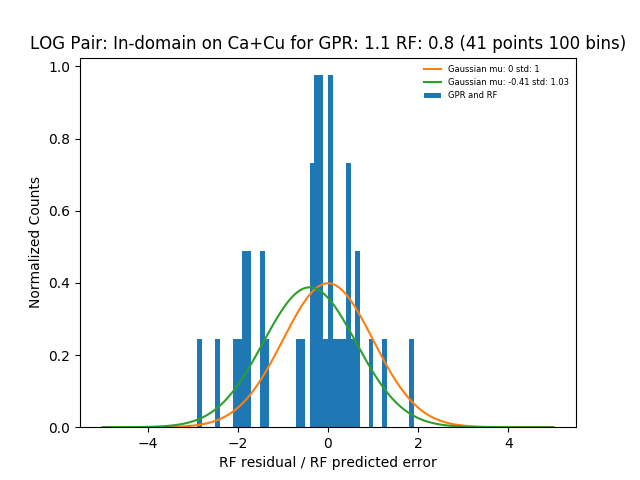 LOG Pair: In-domain on Ca+Cu for GPR: 1.1 RF: 0.8 (41 points 100 bins)
1.0
0.8
0.6
0.4
0.2
0.0
Normalized Counts
Gaussian mu: 0 std: 1
Gaussian mu: -0.41 std: 1.03
GPR and RF
−4
−2
0
2
4
RF residual / RF predicted error